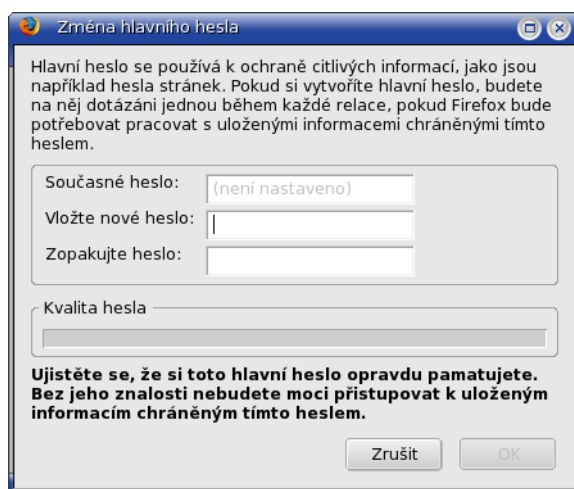 Změna hlavního hesla
Hlavní heslo se používá k ochraně citlivých informací, jako jsou
například hesla stránek. Pokud si vytvoříte hlavní heslo, budete
na něj dotázáni jednou během každé relace, pokud Firefox bude
potřebovat pracovat s uloženými informacemi chráněnými tímto
heslem.
Současné heslo: (není nastaveno)
Vložte nové heslo:
Zopakujte heslo:
Kvalita hesla
Ujistěte se, že si toto hlavní heslo opravdu pamatujete.
Bez jeho znalosti nebudete moci přistupovat k uloženým
informacím chráněným tímto heslem.
Zrušit OK